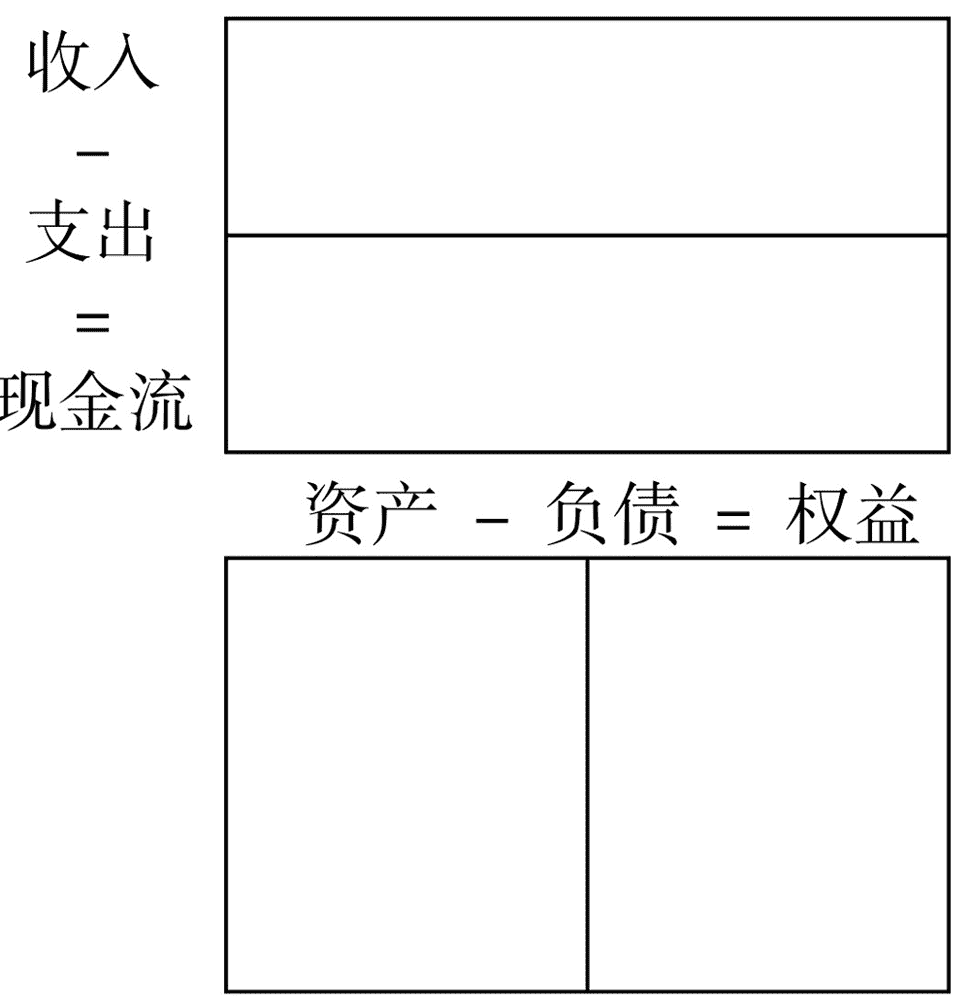 收入
－
支出
＝
现金流
资产 － 负债 ＝ 权益